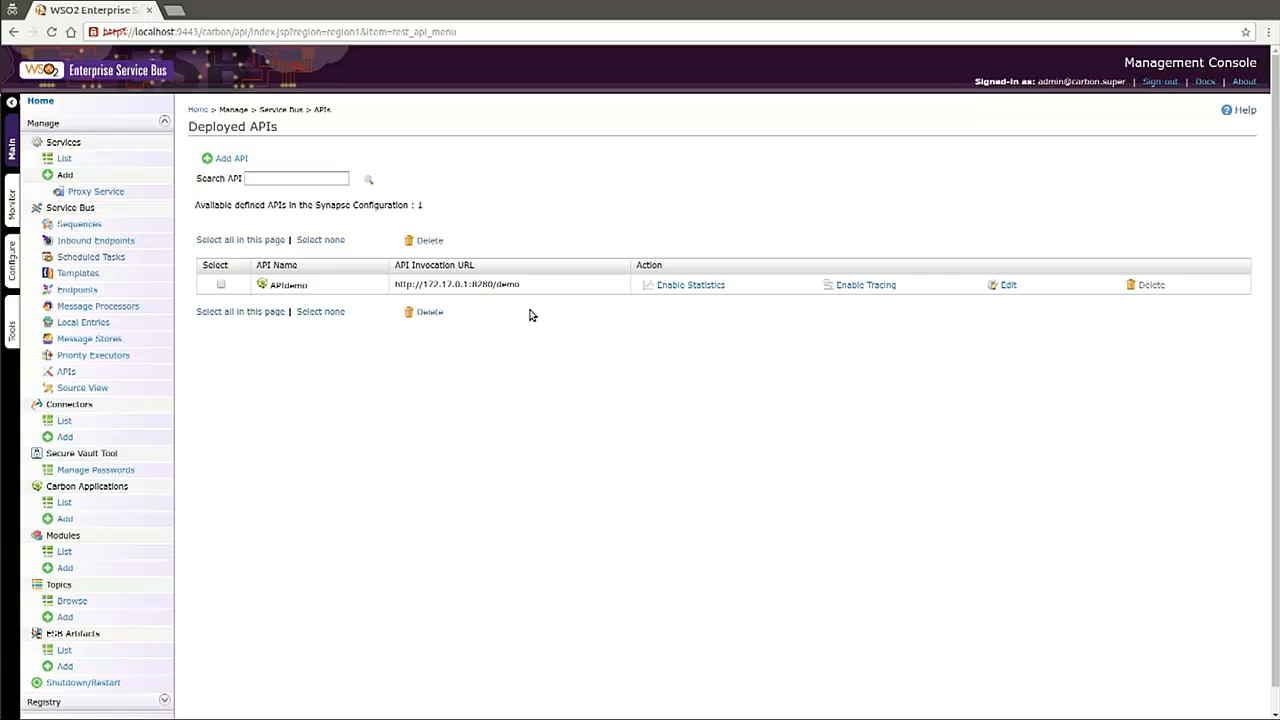 WSO2 Enterprise S
https://localhost:9443/carbon/api/index.jsp?region=region1&item=rest_api_menu
WSO2 Enterprise Service Bus
Management Console
Signed-in as: admin@carbon.super | Sign-out | Docs | About
Main
Monitor
Configure
Tools
Home
Manage
Services
List
Add
Proxy Service
Service Bus
Sequences
Inbound Endpoints
Scheduled Tasks
Templates
Endpoints
Message Processors
Local Entries
Message Stores
Priority Executors
APIs
Source View
Connectors
List
Add
Secure Vault Tool
Manage Passwords
Carbon Applications
List
Add
Modules
List
Add
Topics
Browse
Add
ESB Artifacts
List
Add
Shutdown/Restart
Registry
Home > Manage > Service Bus > APIs
Help
Deployed APIs
Add API
Search API
Available defined APIs in the Synapse Configuration : 1
Select all in this page | Select none Delete
Select API Name API Invocation URL Action
APIdemo http://172.17.0.1:8280/demo Enable Statistics Enable Tracing Edit Delete
Select all in this page | Select none Delete